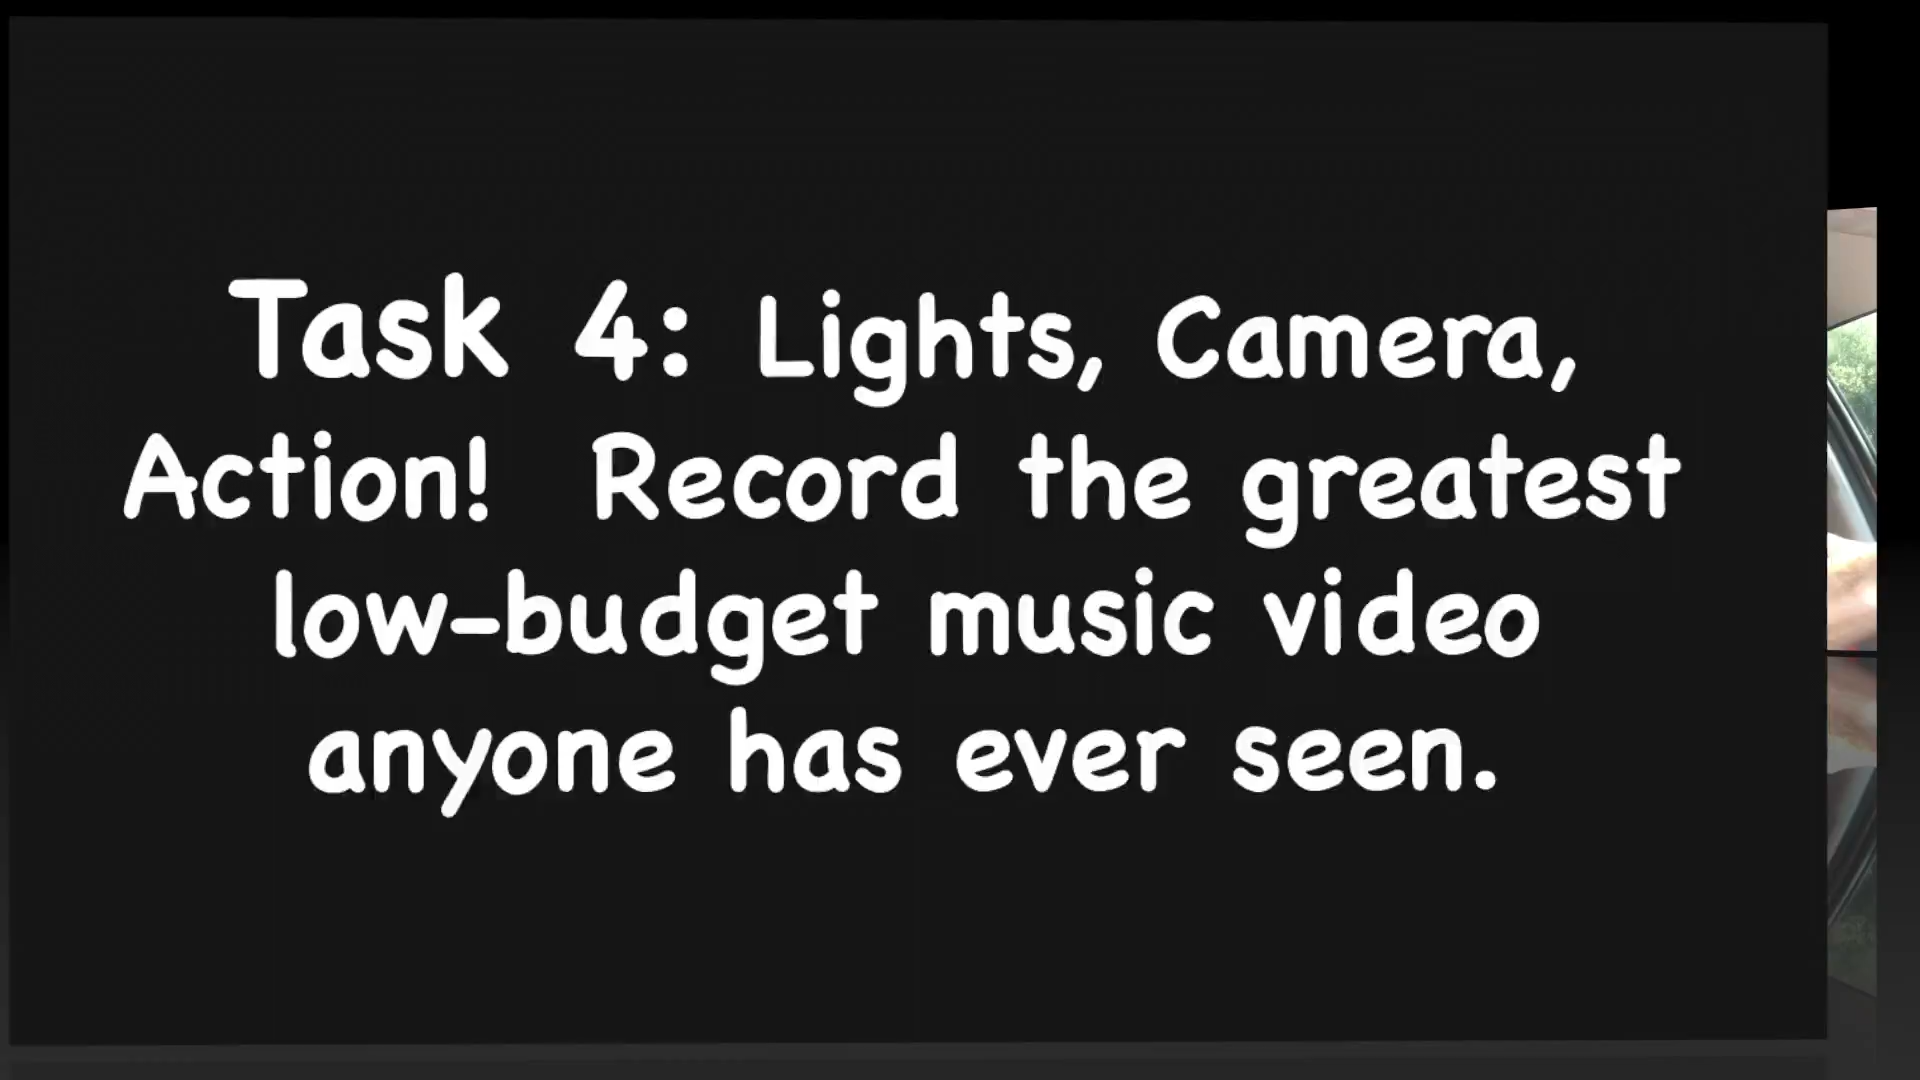 Task 4: Lights, Camera,
Action! Record the greatest
low-budget music video
anyone has ever seen.